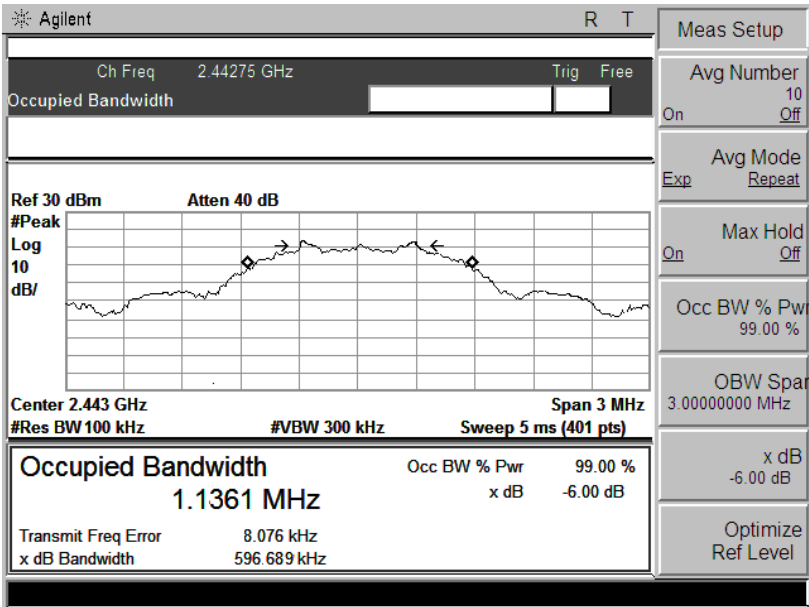 Agilent R T
Ch Freq 2.44275 GHz Trig Free
Occupied Bandwidth
Ref 30 dBm Atten 40 dB
#Peak
Log
10
dB/
Center 2.443 GHz Span 3 MHz
#Res BW 100 kHz #VBW 300 kHz Sweep 5 ms (401 pts)
Occupied Bandwidth
1.1361 MHz
Occ BW % Pwr 99.00 %
x dB -6.00 dB
Transmit Freq Error 8.076 kHz
x dB Bandwidth 596.689 kHz
Meas Setup
Avg Number
10
On Off
Avg Mode
Exp Repeat
Max Hold
On Off
Occ BW % Pwr
99.00 %
OBW Span
3.00000000 MHz
x dB
-6.00 dB
Optimize
Ref Level